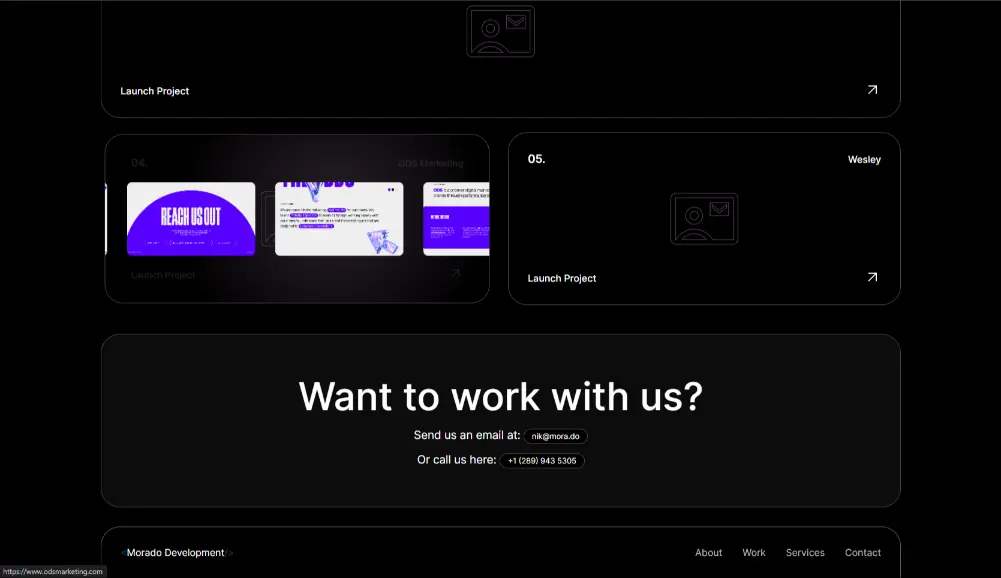 Launch Project
04.
ODS Marketing
REACH US OUT
Launch Project
05.
Wesley
Launch Project
Want to work with us?
Send us an email at: nik@mora.do
Or call us here: +1 (289) 943 5305
<Morado Development/>
About Work Services Contact
https://www.odsmarketing.com